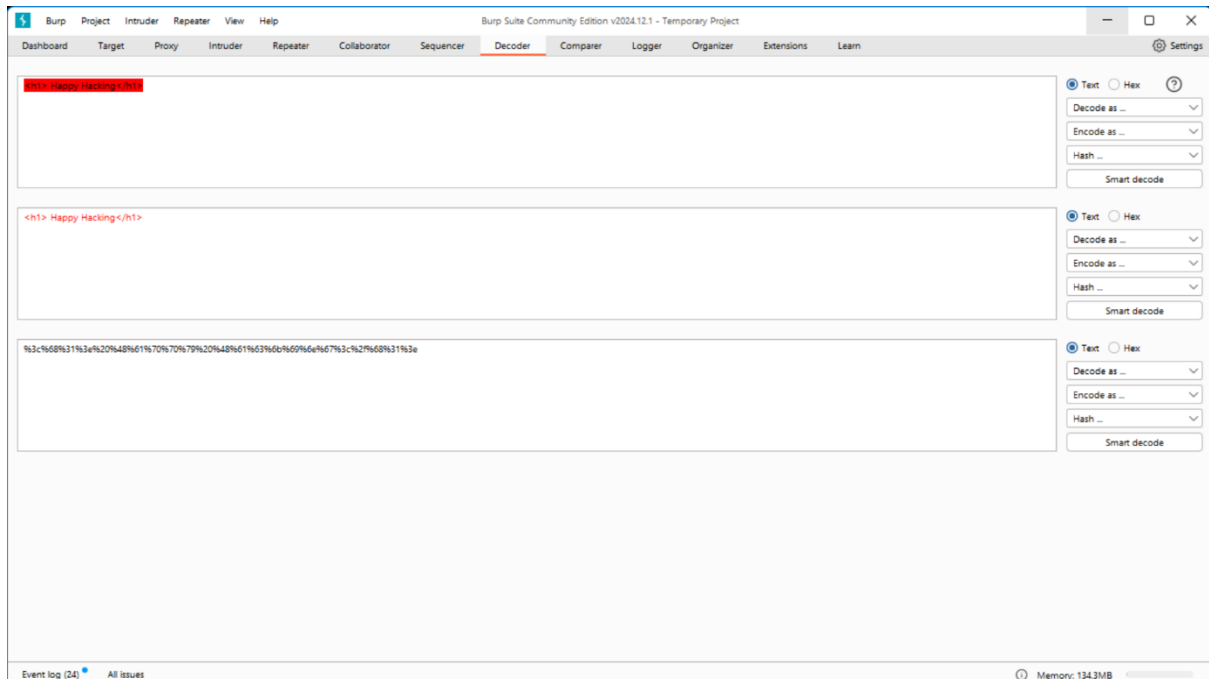 Burp Project Intruder Repeater View Help Burp Suite Community Edition v2024.12.1 - Temporary Project
Dashboard Target Proxy Intruder Repeater Collaborator Sequencer Decoder Comparer Logger Organizer Extensions Learn Settings
<h1> Happy Hacking</h1>
Text Hex ?
Decode as ...
Encode as ...
Hash ...
Smart decode
<h1> Happy Hacking</h1>
Text Hex
Decode as ...
Encode as ...
Hash ...
Smart decode
%3c%68%31%3e%20%48%61%70%70%79%20%48%61%63%6b%69%6e%67%3c%2f%68%31%3e
Text Hex
Decode as ...
Encode as ...
Hash ...
Smart decode
Event log (24) All issues Memory: 134.3MB